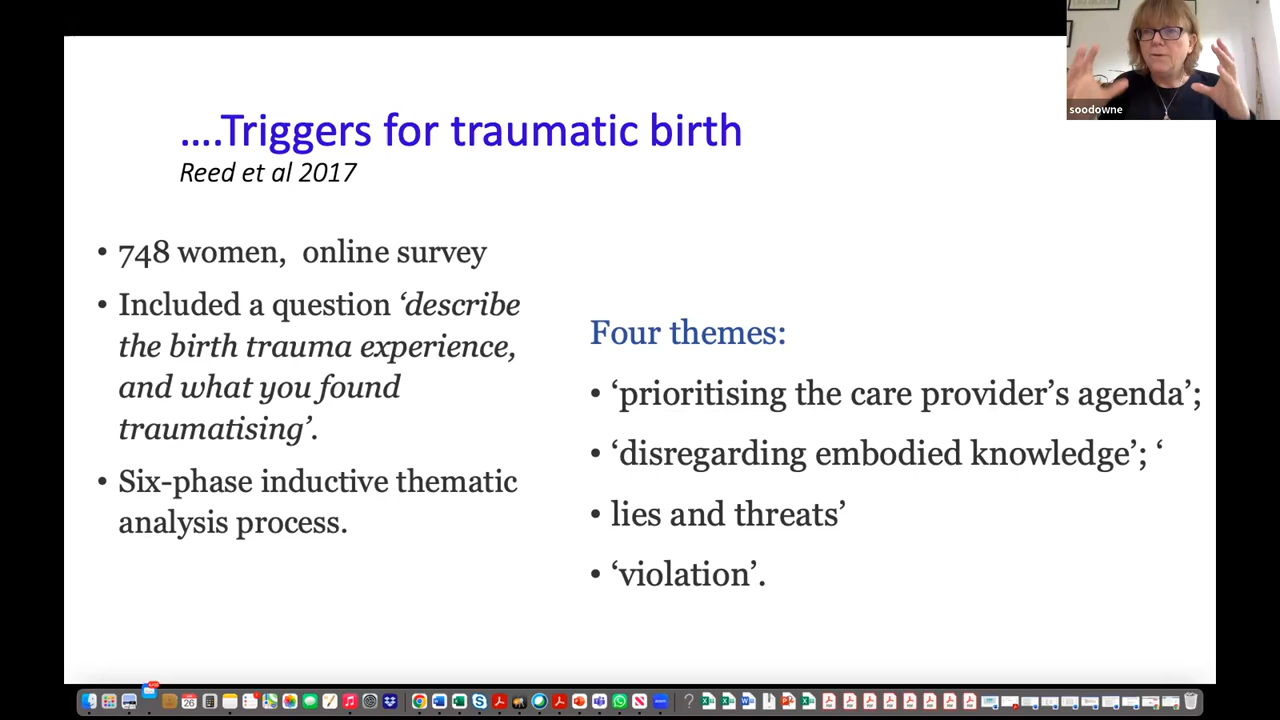 soodowne
....Triggers for traumatic birth
Reed et al 2017
• 748 women,  online survey
• Included a question ‘describe
the birth trauma experience,
and what you found
traumatising’.
• Six-phase inductive thematic
analysis process.
Four themes:
• ‘prioritising the care provider’s agenda’;
• ‘disregarding embodied knowledge’; ‘
• lies and threats’
• ‘violation’.